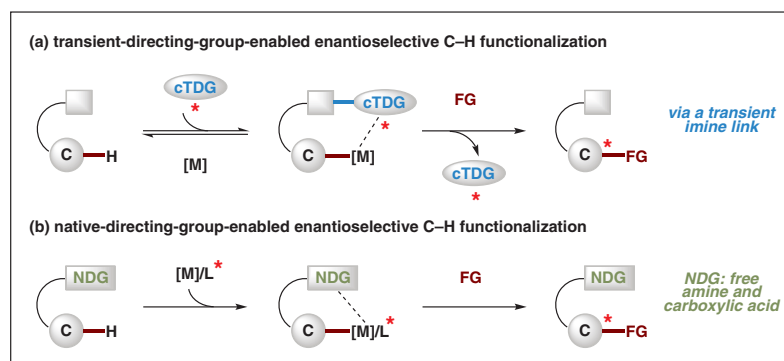 (a) transient-directing-group-enabled enantioselective C–H functionalization
cTDG
*
C H
[M]
cTDG
*
C [M]
FG
cTDG
*
*
C FG
via a transient
imine link
(b) native-directing-group-enabled enantioselective C–H functionalization
NDG
C H
[M]/L*
NDG
C [M]/L*
FG
NDG
*
C FG
NDG: free
amine and
carboxylic acid